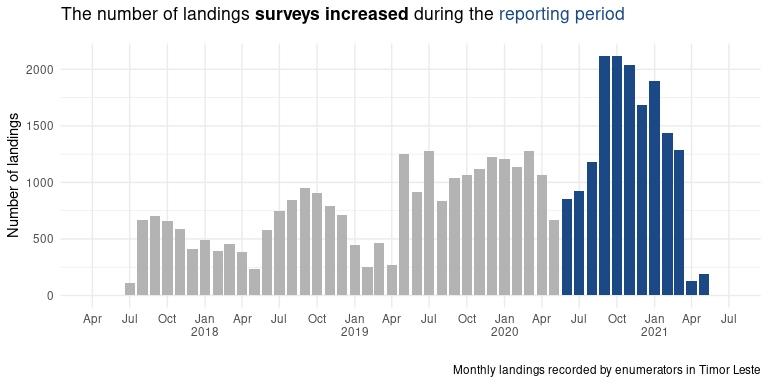 The number of landings surveys increased during the reporting period
Number of landings
2000
1500
1000
500
0
Apr Jul Oct Jan Apr Jul Oct Jan Apr Jul Oct Jan Apr Jul Oct Jan Apr Jul
2018 2019 2020 2021
Monthly landings recorded by enumerators in Timor Leste